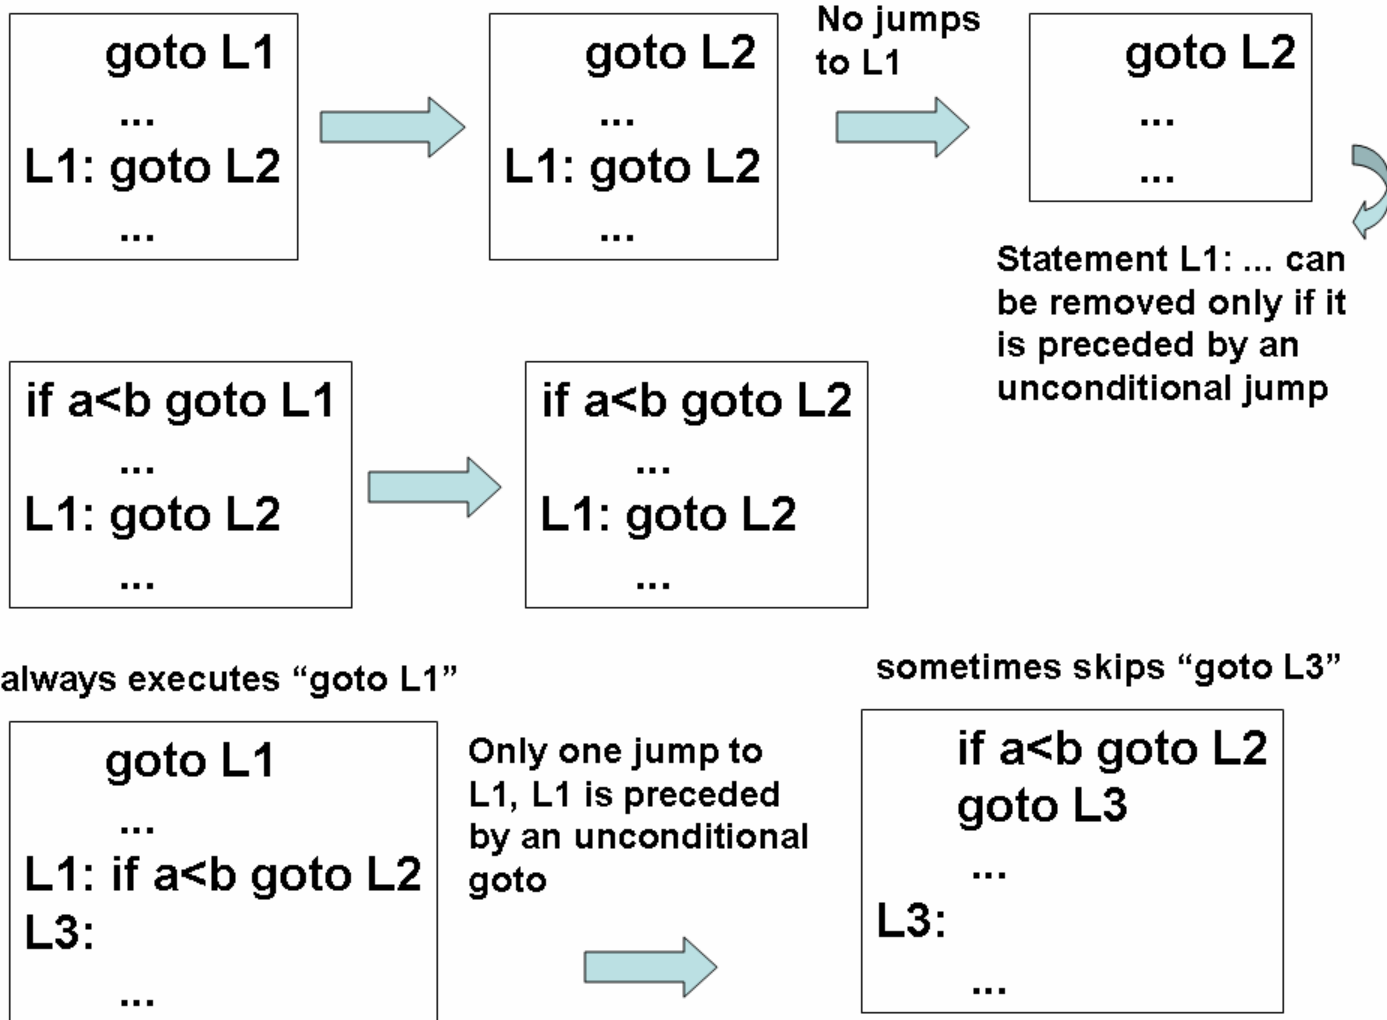 goto L1
...
L1: goto L2
...
goto L2
...
L1: goto L2
...
No jumps
to L1
goto L2
...
...
Statement L1: ... can
be removed only if it
is preceded by an
unconditional jump
if a<b goto L1
...
L1: goto L2
...
if a<b goto L2
...
L1: goto L2
...
always executes “goto L1”
goto L1
...
L1: if a<b goto L2
L3:
...
Only one jump to
L1, L1 is preceded
by an unconditional
goto
sometimes skips “goto L3”
if a<b goto L2
goto L3
...
L3:
...